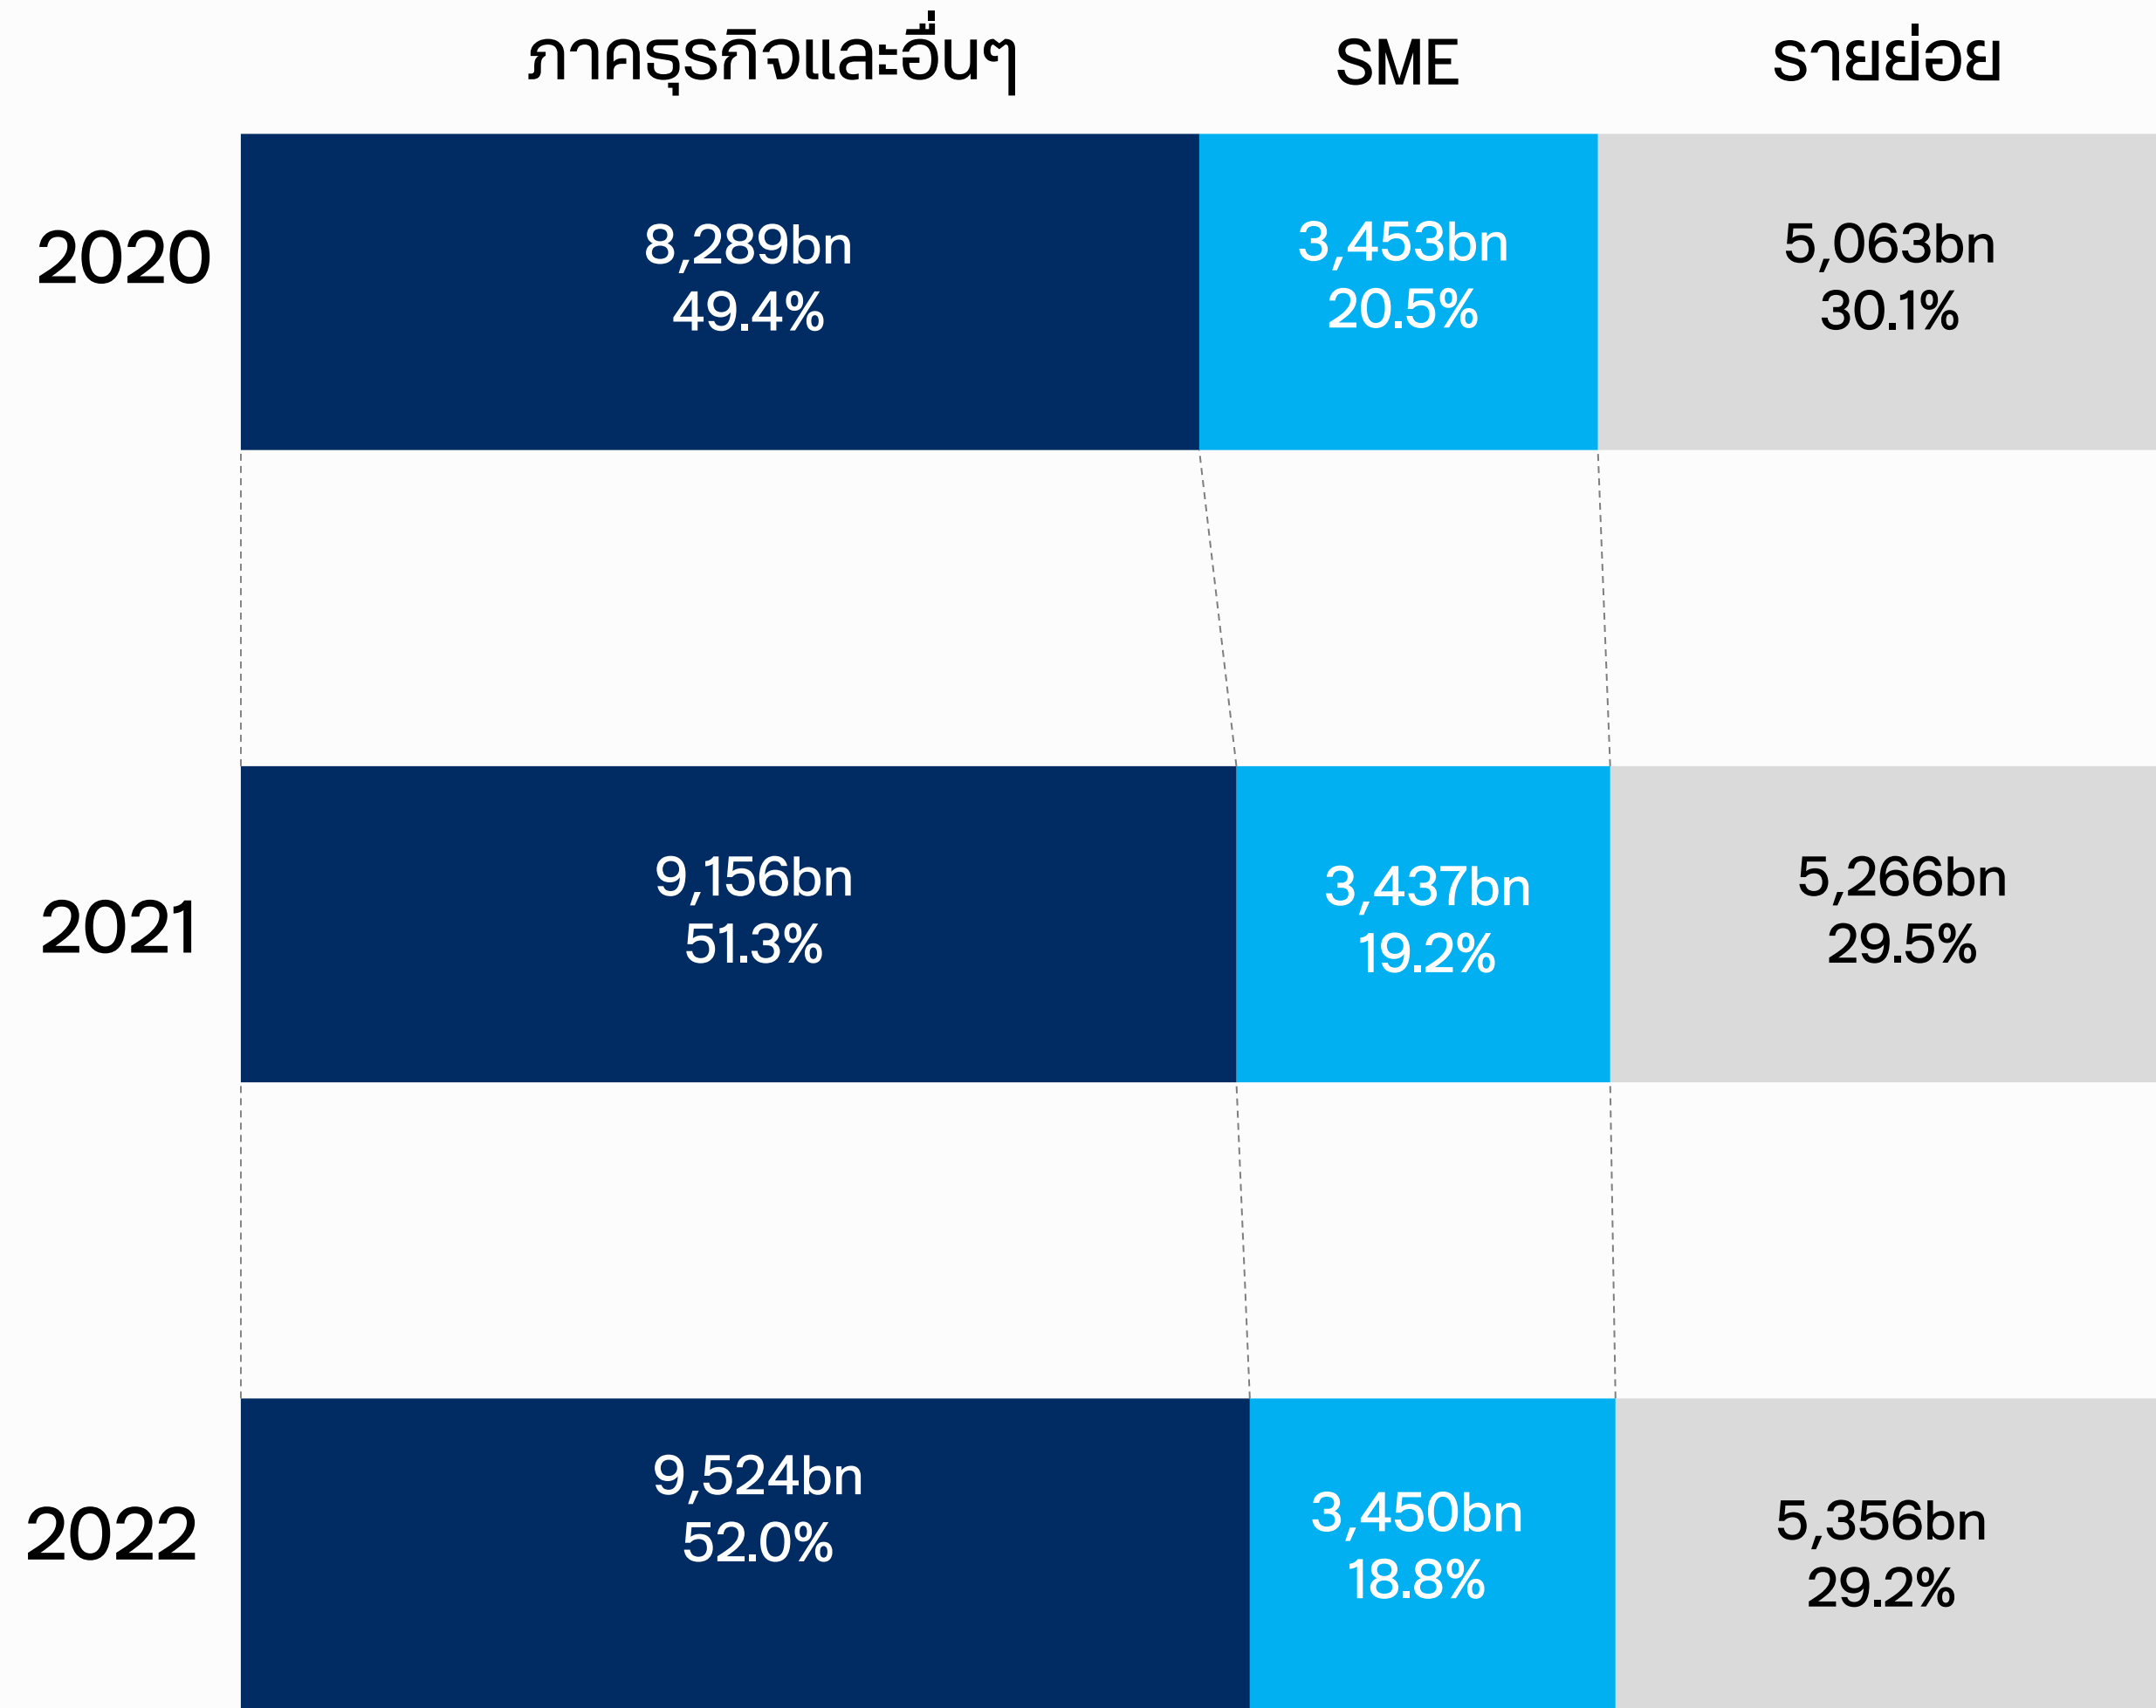 ภาคธุรกิจและอื่นๆ SME รายย่อย
2020
8,289bn 3,453bn 5,063bn
49.4% 20.5% 30.1%
2021
9,156bn 3,437bn 5,266bn
51.3% 19.2% 29.5%
2022
9,524bn 3,450bn 5,356bn
52.0% 18.8% 29.2%